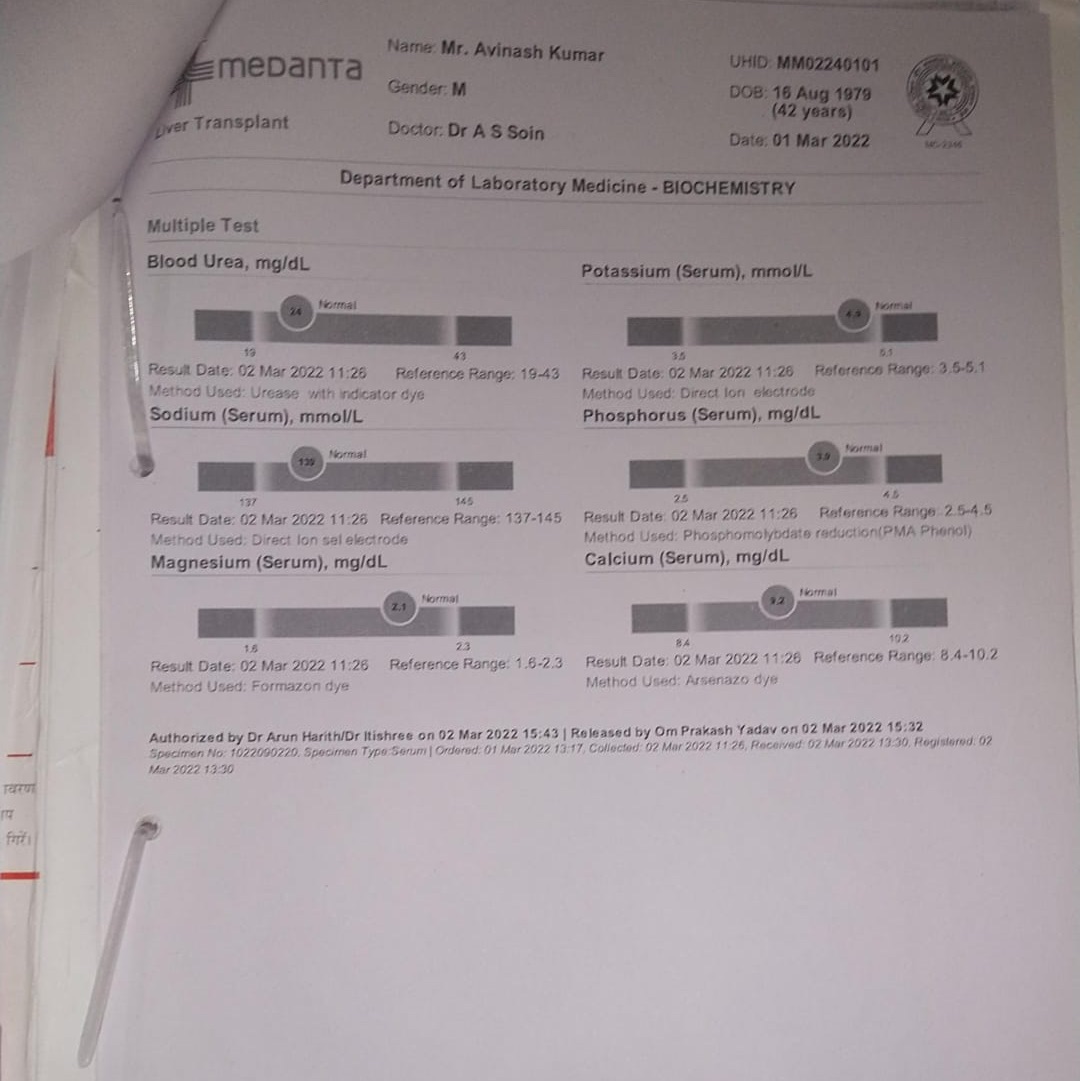 medanta
Liver Transplant
Name: Mr. Avinash Kumar
Gender: M
Doctor: Dr A S Soin
UHID: MM02240101
DOB: 16 Aug 1979
(42 years)
Date: 01 Mar 2022
Department of Laboratory Medicine - BIOCHEMISTRY
Multiple Test
Blood Urea, mg/dL
24 Normal
19 43
Result Date: 02 Mar 2022 11:26 Reference Range: 19-43
Method Used: Urease with indicator dye
Potassium (Serum), mmol/L
4.9 Normal
3.5 5.1
Result Date: 02 Mar 2022 11:26 Reference Range: 3.5-5.1
Method Used: Direct Ion electrode
Sodium (Serum), mmol/L
139 Normal
137 145
Result Date: 02 Mar 2022 11:26 Reference Range: 137-145
Method Used: Direct Ion sel electrode
Phosphorus (Serum), mg/dL
3.9 Normal
2.5 4.5
Result Date: 02 Mar 2022 11:26 Reference Range: 2.5-4.5
Method Used: Phosphomolybdate reduction(PMA Phenol)
Magnesium (Serum), mg/dL
2.1 Normal
1.6 2.3
Result Date: 02 Mar 2022 11:26 Reference Range: 1.6-2.3
Method Used: Formazon dye
Calcium (Serum), mg/dL
9.2 Normal
8.4 10.2
Result Date: 02 Mar 2022 11:26 Reference Range: 8.4-10.2
Method Used: Arsenazo dye
Authorized by Dr Arun Harith/Dr Itishree on 02 Mar 2022 15:43 | Released by Om Prakash Yadav on 02 Mar 2022 15:32
Specimen No: 1022090220, Specimen Type:Serum | Ordered: 01 Mar 2022 13:17, Collected: 02 Mar 2022 11:26, Received: 02 Mar 2022 13:30, Registered: 02
Mar 2022 13:30